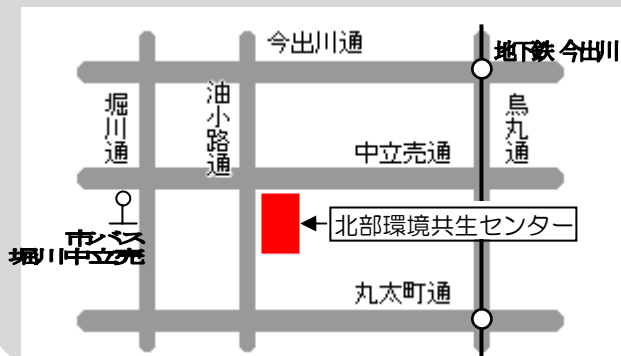 今出川通
地下鉄 今出川
堀川通
油小路通
烏丸通
中立売通
市バス
堀川中立売
北部環境共生センター
丸太町通